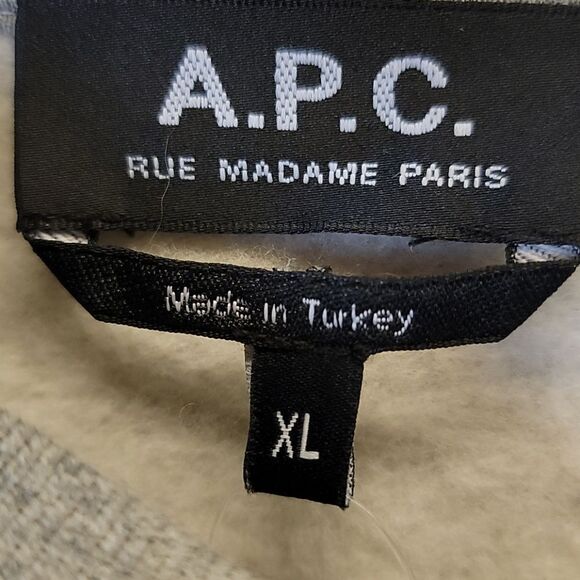 A.P.C.
RUE MADAME PARIS
Made in Turkey
XL